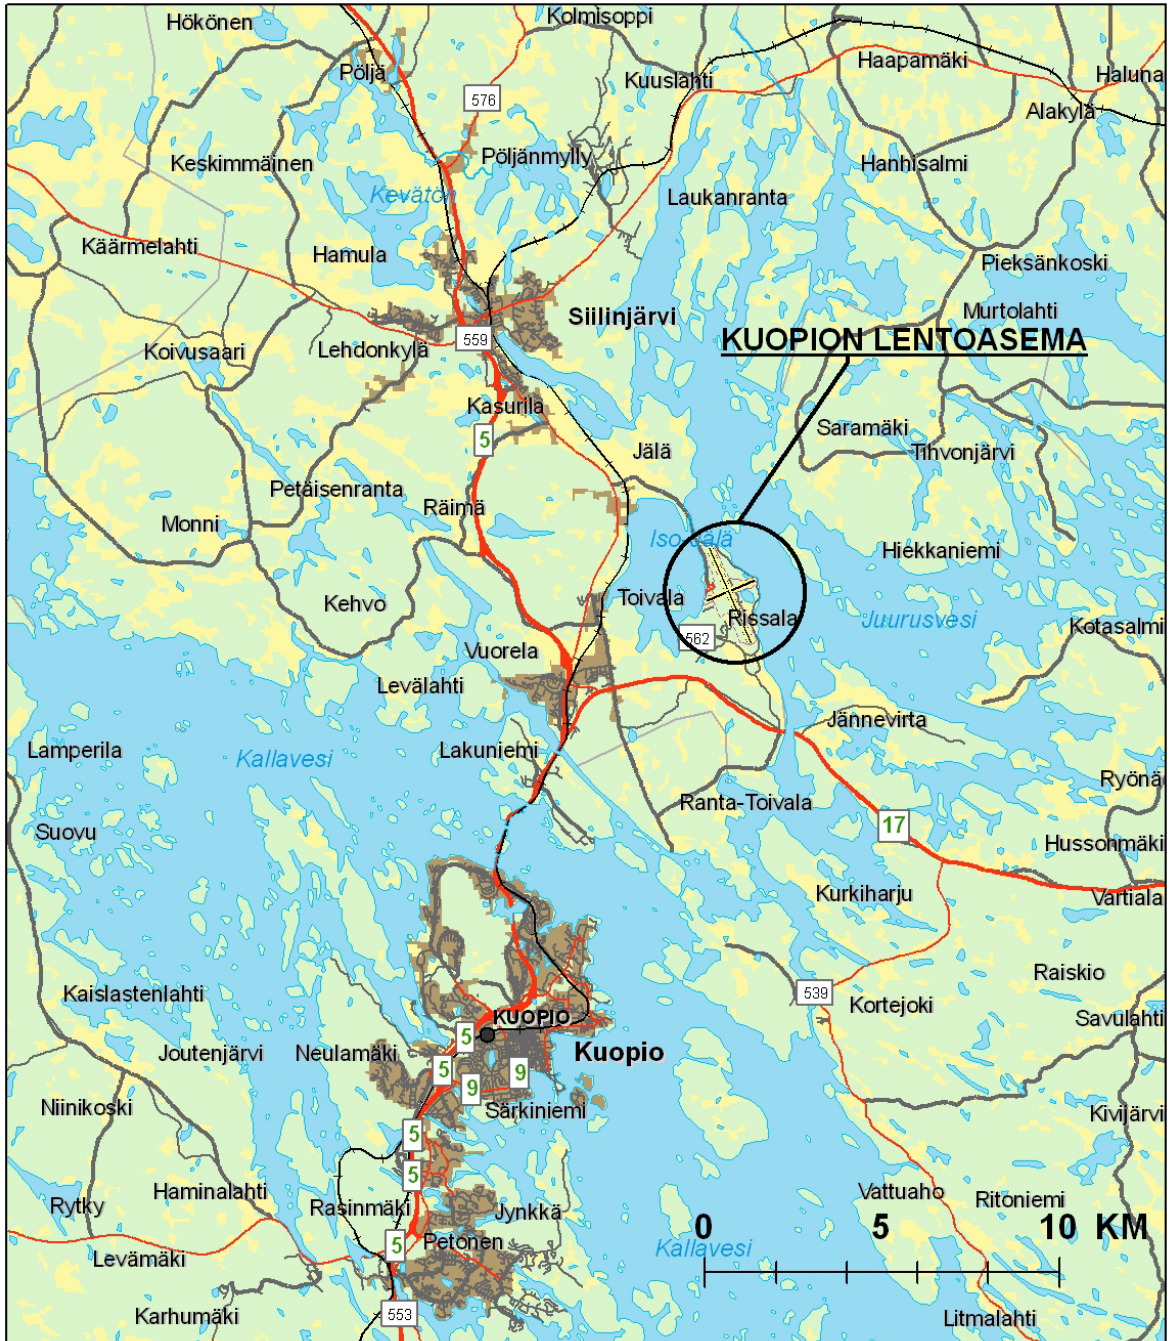 Hökönen
Kolmisoppi
Pöljä
Kuuslahti
Haapamäki
Haluna
576
Alakylä
Keskimmäinen
Pöljänmylly
Hanhisalmi
Kevätön
Laukanranta
Käärmelahti
Hamula
Pieksänkoski
Siilinjärvi
Murtolahti
559
KUOPION LENTOASEMA
Koivusaari
Lehdonkylä
Kasurila
5
Saramäki
Jälä
Tihvonjärvi
Petäisenranta
Räimä
Monni
Iso-Jälä
Hiekkaniemi
Kehvo
Toivala
Rissala
Juurusvesi
562
Kotasalmi
Vuorela
Levälahti
Jännevirta
Lamperila
Kallavesi
Lakuniemi
Ryönä
Ranta-Toivala
Suovu
17
Hussonmäki
Kurkiharju
Vartiala
Kaislastenlahti
539
Kortejoki
Raiskio
KUOPIO
5
Savulahti
Joutenjärvi
Neulamäki
Kuopio
5
9
9
Niinikoski
Särkiniemi
Kivijärvi
5
5
Rytky
Haminalahti
Rasinmäki
Jynkkä
Vattuaho
Ritoniemi
0 5 10 KM
Levämäki
5
Petonen
Kallavesi
Karhumäki
553
Litmalahti